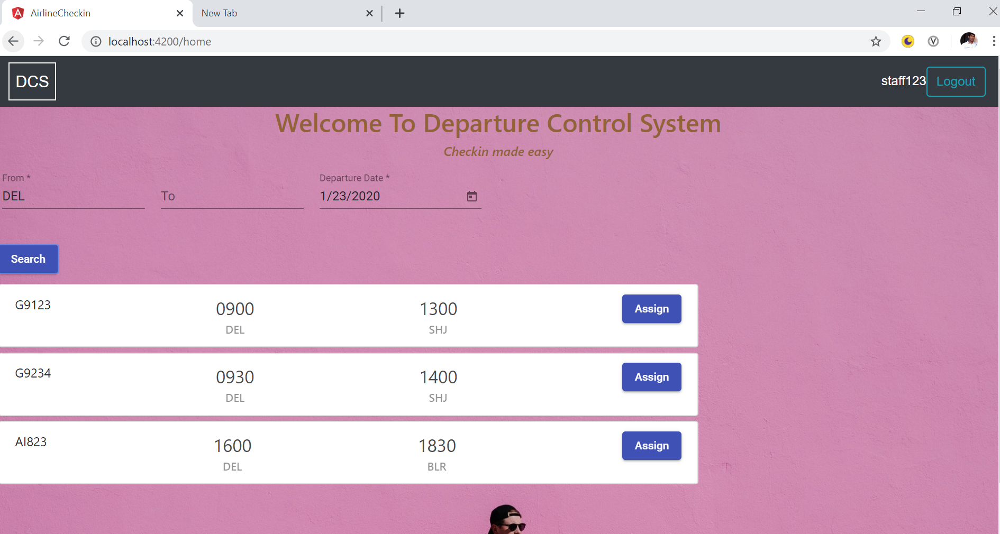 AirlineCheckin
New Tab
localhost:4200/home
V
DCS
staff123 Logout
Welcome To Departure Control System
Checkin made easy
From *
Departure Date *
DEL
To
1/23/2020
Search
G9123
0900
1300
Assign
DEL
SHJ
G9234
0930
1400
Assign
DEL
SHJ
AI823
1600
1830
Assign
DEL
BLR